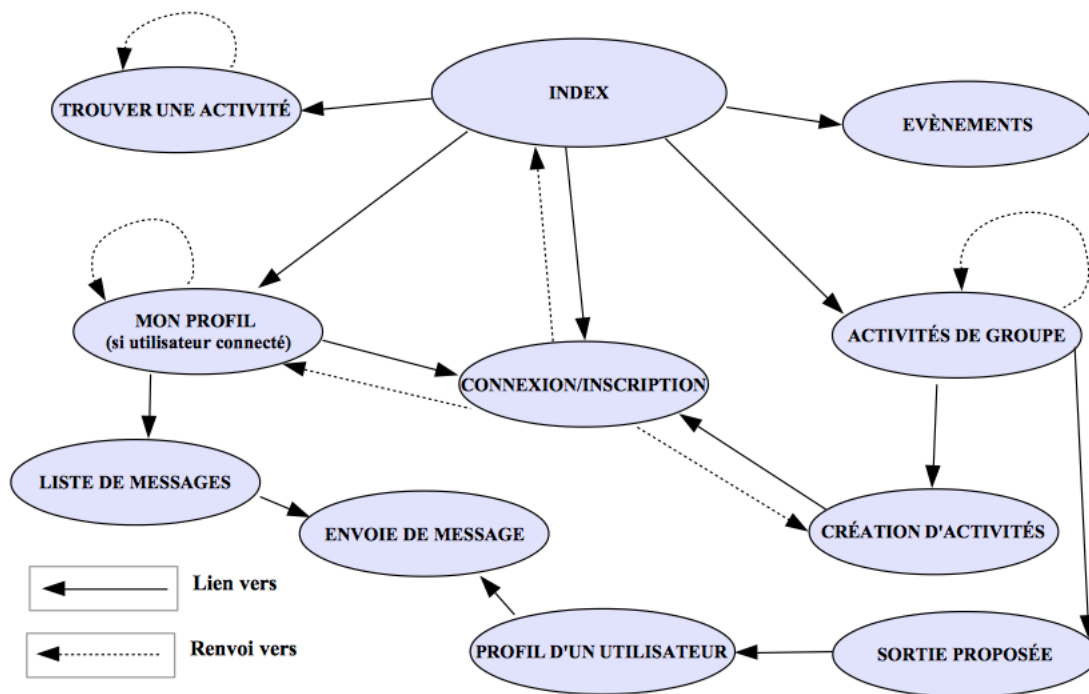 INDEX
TROUVER UNE ACTIVITÉ
EVÈNEMENTS
MON PROFIL
(si utilisateur connecté)
ACTIVITÉS DE GROUPE
CONNEXION/INSCRIPTION
LISTE DE MESSAGES
ENVOIE DE MESSAGE
CRÉATION D'ACTIVITÉS
Lien vers
Renvoi vers
PROFIL D'UN UTILISATEUR
SORTIE PROPOSÉE